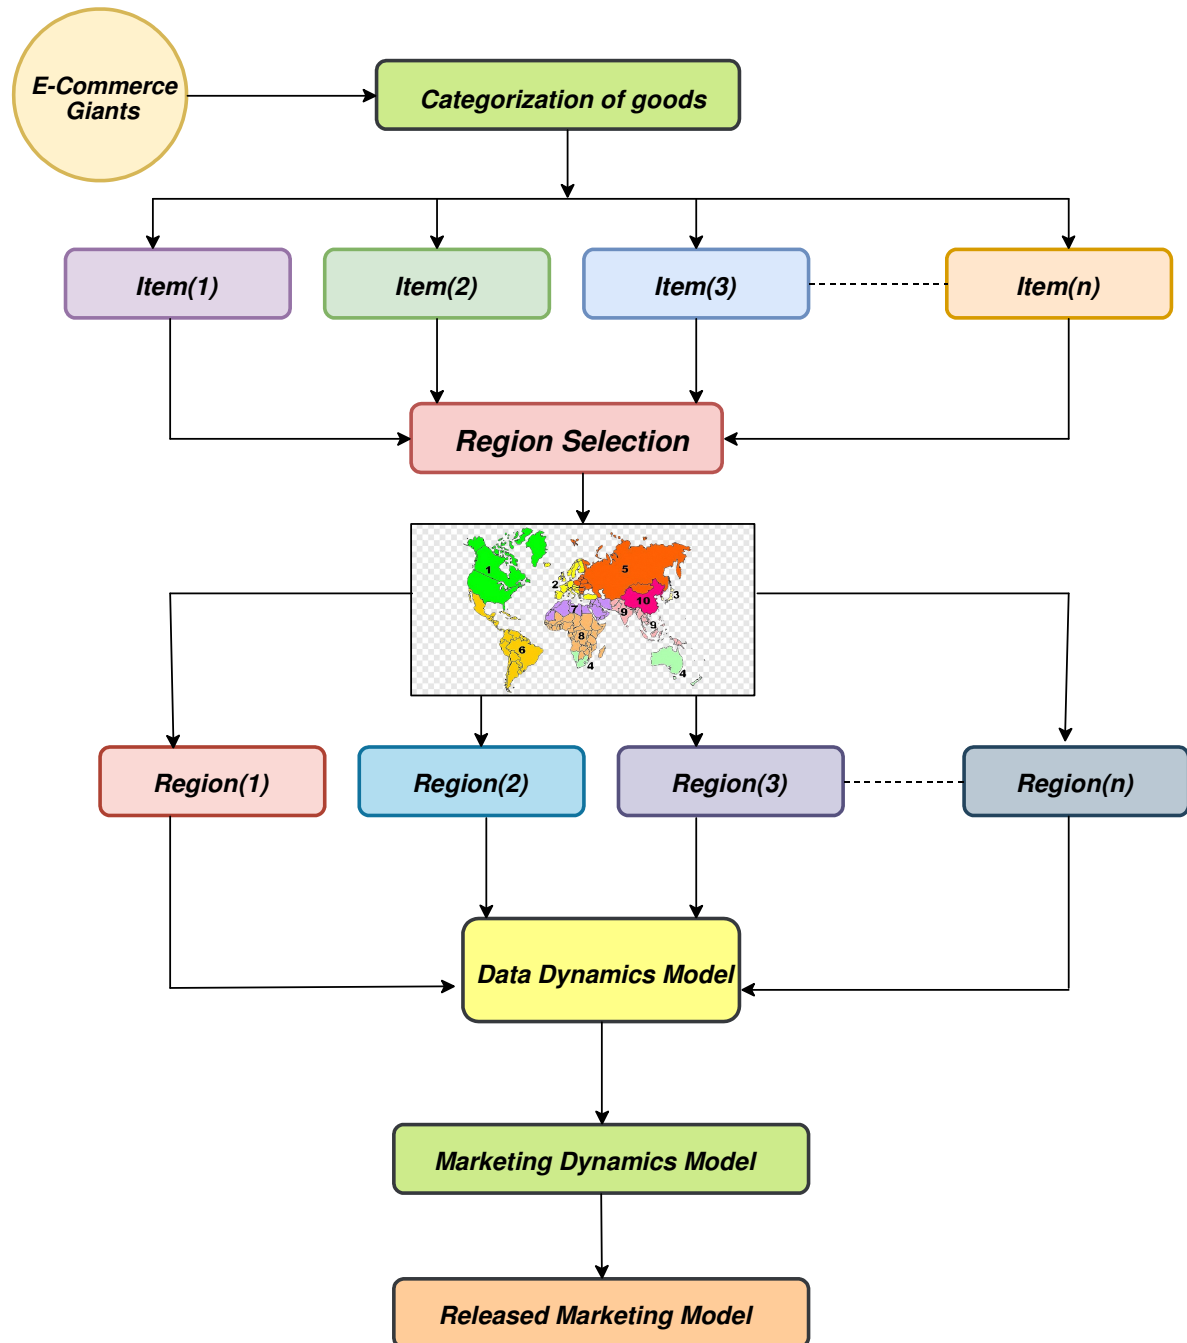 E-Commerce
Giants
Categorization of goods
Item(1)
Item(2)
Item(3)
Item(n)
Region Selection
1
2
5
3
10
7
9
8
9
6
4
4
Region(1)
Region(2)
Region(3)
Region(n)
Data Dynamics Model
Marketing Dynamics Model
Released Marketing Model